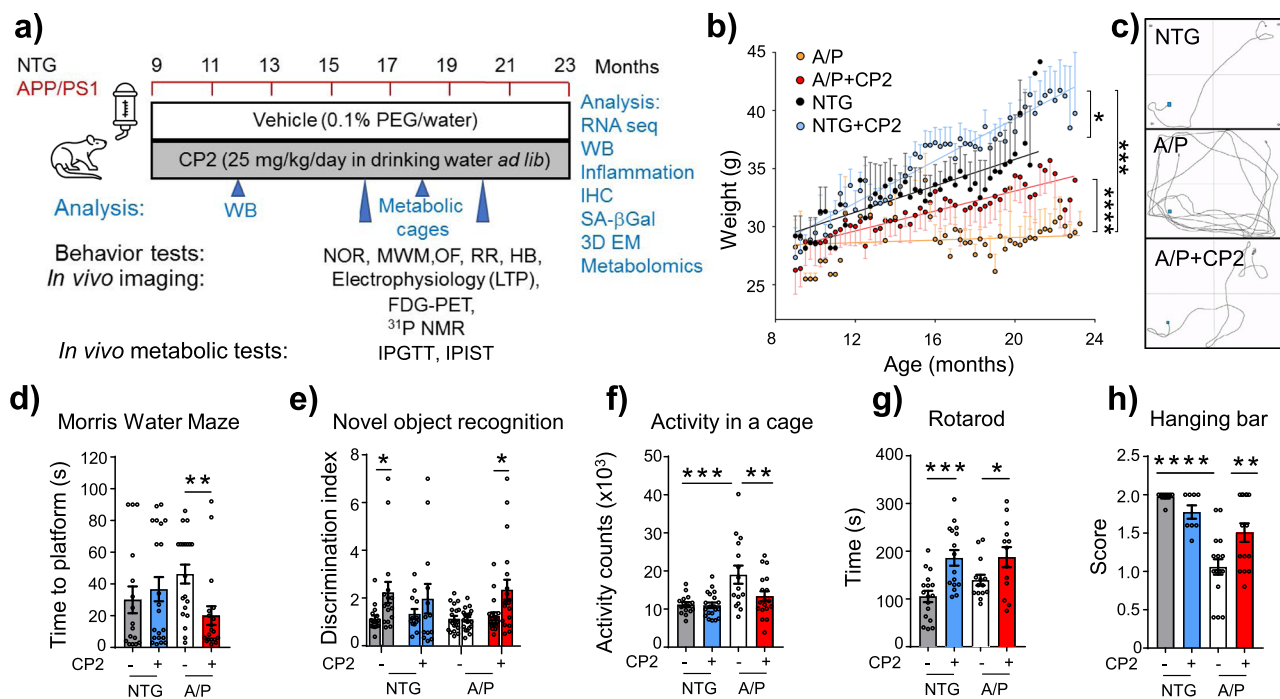 a)
NTG
APP/PS1
9 11 13 15 17 19 21 23 Months
Vehicle (0.1% PEG/water)
CP2 (25 mg/kg/day in drinking water ad lib)
Analysis:
WB
Metabolic
cages
Analysis:
RNA seq
WB
Inflammation
IHC
SA-βGal
3D EM
Metabolomics
Behavior tests:
NOR, MWM,OF, RR, HB,
In vivo imaging:
Electrophysiology (LTP),
FDG-PET,
31P NMR
In vivo metabolic tests:
IPGTT, IPIST
b)
A/P
A/P+CP2
NTG
NTG+CP2
Weight (g)
45
40
35
30
25
8 12 16 20 24
Age (months)
*
****
****
c)
NTG
A/P
A/P+CP2
d)
Morris Water Maze
Time to platform (s)
120
100
80
60
40
20
0
**
CP2 - + - +
NTG A/P
e)
Novel object recognition
Discrimination index
8
6
4
2
0
* *
CP2 - + - +
NTG A/P
f)
Activity in a cage
Activity counts (x10³)
50
40
30
20
10
0
*** **
CP2 - + - +
NTG A/P
g)
Rotarod
Time (s)
400
300
200
100
0
*** *
CP2 - + - +
NTG A/P
h)
Hanging bar
Score
2.5
2.0
1.5
1.0
0.5
0
**** **
CP2 - + - +
NTG A/P